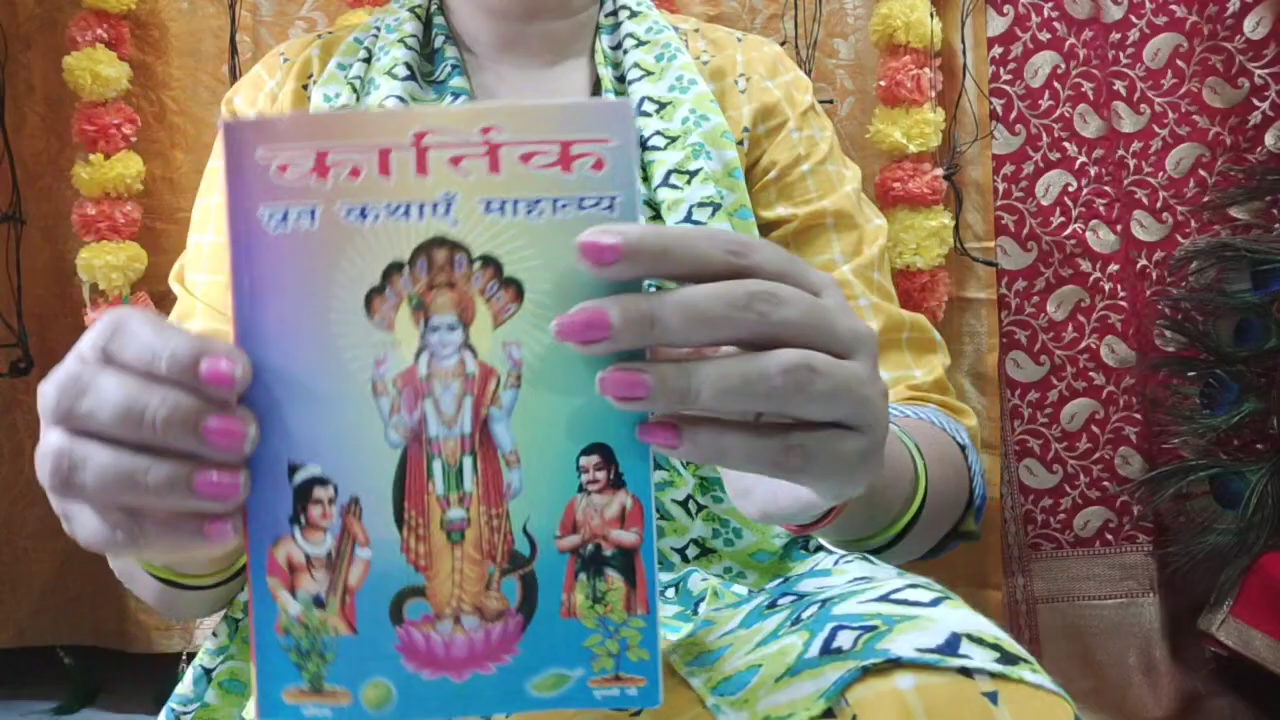 कार्तिक
व्रत कथाएँ माहात्म्य